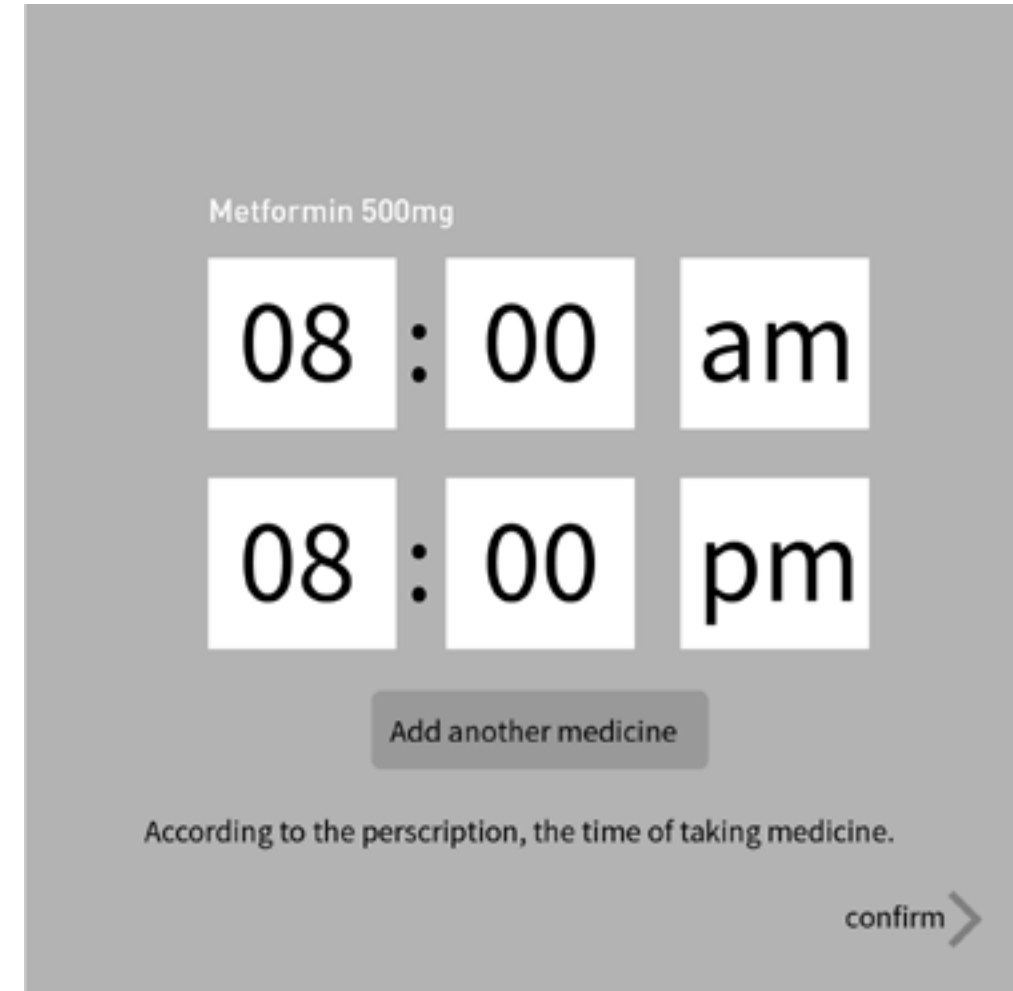 Metformin 500mg
08 : 00 am
08 : 00 pm
Add another medicine
According to the perscription, the time of taking medicine.
confirm